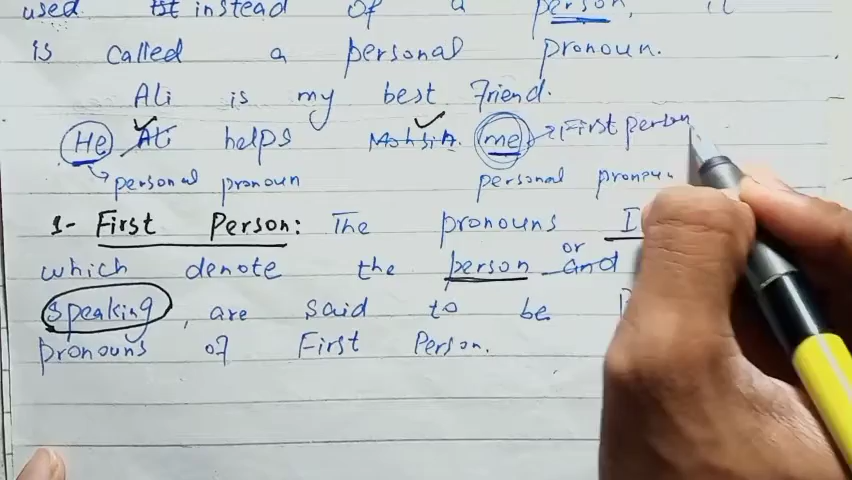 used instead of a person, it
is called a personal pronoun.
Ali is my best Friend.
He Ali helps Mohsin. me First person
personal pronoun personal pronoun
1- First Person: The pronouns I
which denote the person and or
speaking, are said to be
pronouns of First Person.